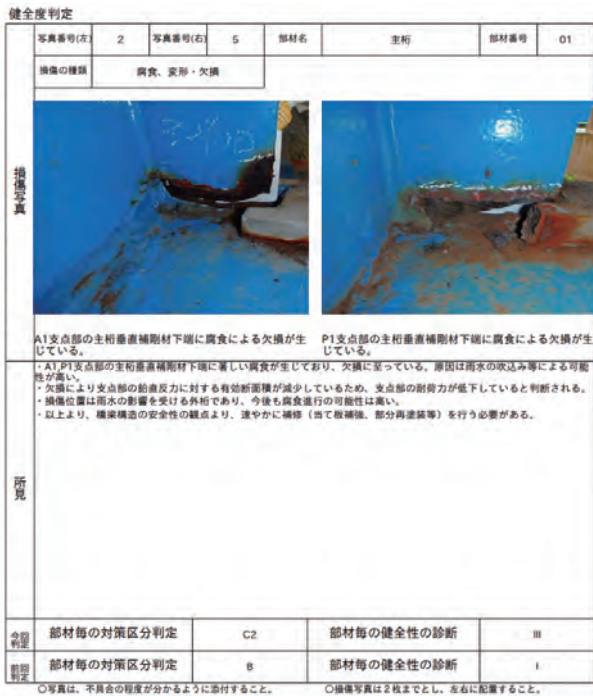 健全度判定
写真番号(左) 2 写真番号(右) 5 部材名 主桁 部材番号 01
損傷の種類 腐食、変形・欠損
損傷写真
A1支点部の主桁垂直補剛材下端に腐食による欠損が生
じている。
P1支点部の主桁垂直補剛材下端に腐食による欠損が生
じている。
所見
・A1,P1支点部の主桁垂直補剛材下端に著しい腐食が生じており、欠損に至っている。原因は雨水の吹込み等による可能
性が高い。
・欠損により支点部の鉛直反力に対する有効断面積が減少しているため、支点部の耐荷力が低下していると判断される。
・損傷位置は雨水の影響を受ける外桁であり、今後も腐食進行の可能性は高い。
・以上より、橋梁構造の安全性の観点より、速やかに補修（当て板補強、部分再塗装等）を行う必要がある。
今回判定 部材毎の対策区分判定 C2 部材毎の健全性の診断 III
前回判定 部材毎の対策区分判定 B 部材毎の健全性の診断 I
○写真は、不具合の程度が分かるように添付すること。 ○損傷写真は2枚までとし、左右に配置すること。